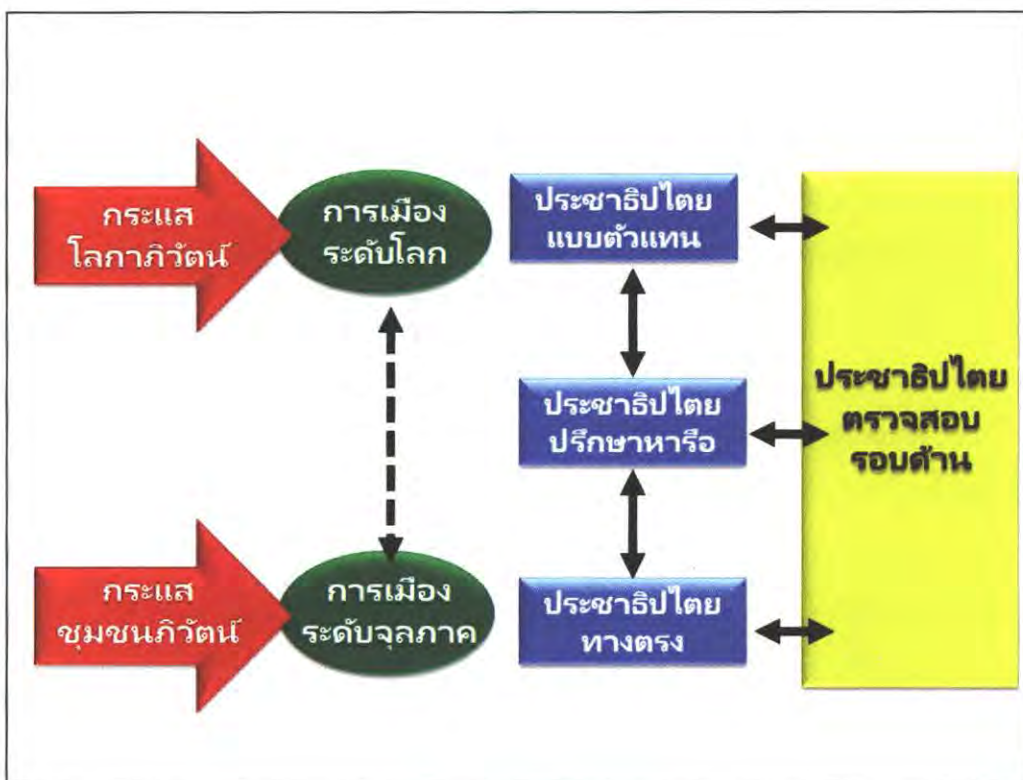 กระแส
โลกาภิวัตน์
การเมือง
ระดับโลก
ประชาธิปไตย
แบบตัวแทน
ประชาธิปไตย
ปรึกษาหารือ
ประชาธิปไตย
ตรวจสอบ
รอบด้าน
กระแส
ชุมชนภิวัตน์
การเมือง
ระดับจุลภาค
ประชาธิปไตย
ทางตรง